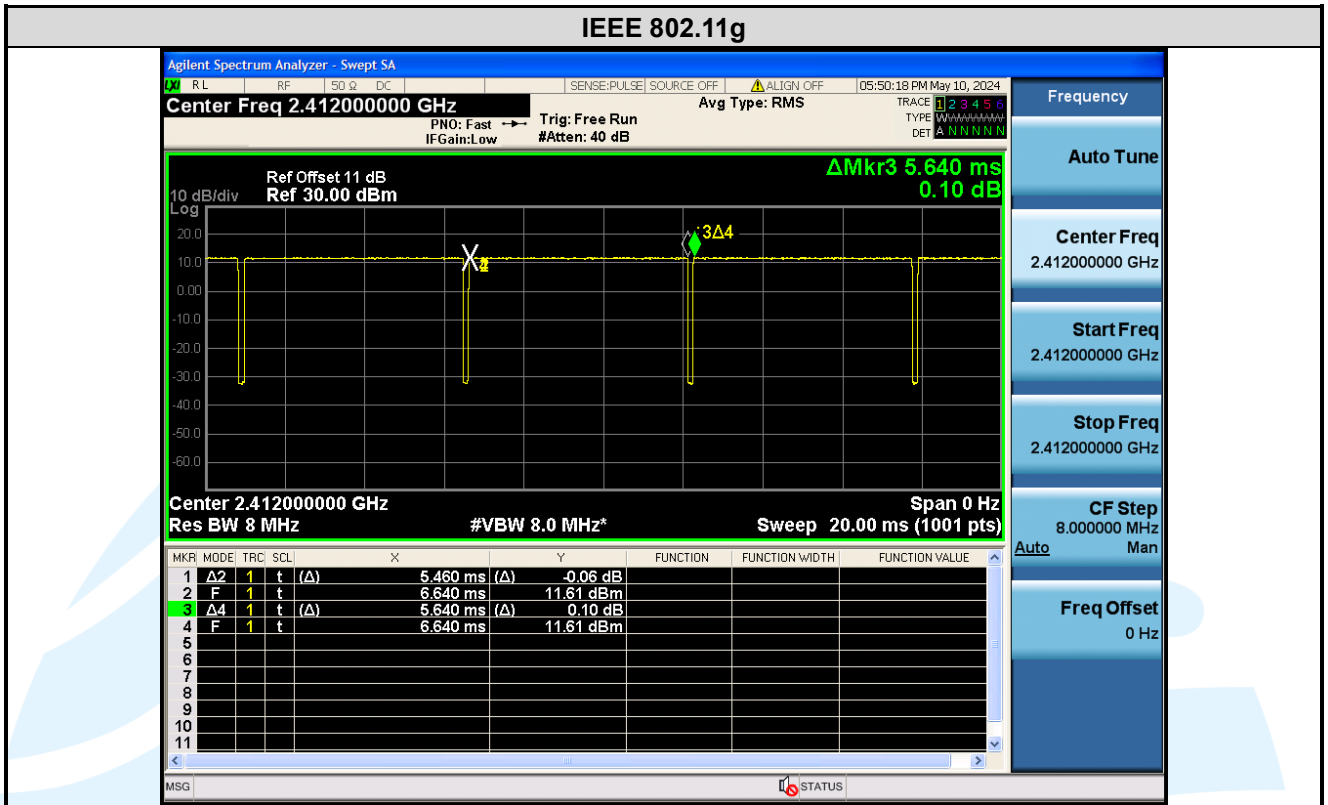 IEEE 802.11g
Agilent Spectrum Analyzer - Swept SA
LXI RL RF 50 Ω DC SENSE:PULSE SOURCE OFF ALIGN OFF 05:50:18 PM May 10, 2024
Center Freq 2.412000000 GHz Avg Type: RMS TRACE 1 2 3 4 5 6
PNO: Fast Trig: Free Run TYPE WWWWWW
IFGain:Low #Atten: 40 dB DET A N N N N N
ΔMkr3 5.640 ms
0.10 dB
Ref Offset 11 dB
10 dB/div Ref 30.00 dBm
Log
20.0
10.0
0.00
-10.0
-20.0
-30.0
-40.0
-50.0
-60.0
3Δ4
Center 2.412000000 GHz Span 0 Hz
Res BW 8 MHz #VBW 8.0 MHz* Sweep 20.00 ms (1001 pts)
MKR MODE TRC SCL X Y FUNCTION FUNCTION WIDTH FUNCTION VALUE
1 Δ2 1 t (Δ) 5.460 ms (Δ) -0.06 dB
2 F 1 t 6.640 ms 11.61 dBm
3 Δ4 1 t (Δ) 5.640 ms (Δ) 0.10 dB
4 F 1 t 6.640 ms 11.61 dBm
5
6
7
8
9
10
11
MSG STATUS
Frequency
Auto Tune
Center Freq
2.412000000 GHz
Start Freq
2.412000000 GHz
Stop Freq
2.412000000 GHz
CF Step
8.000000 MHz
Auto Man
Freq Offset
0 Hz